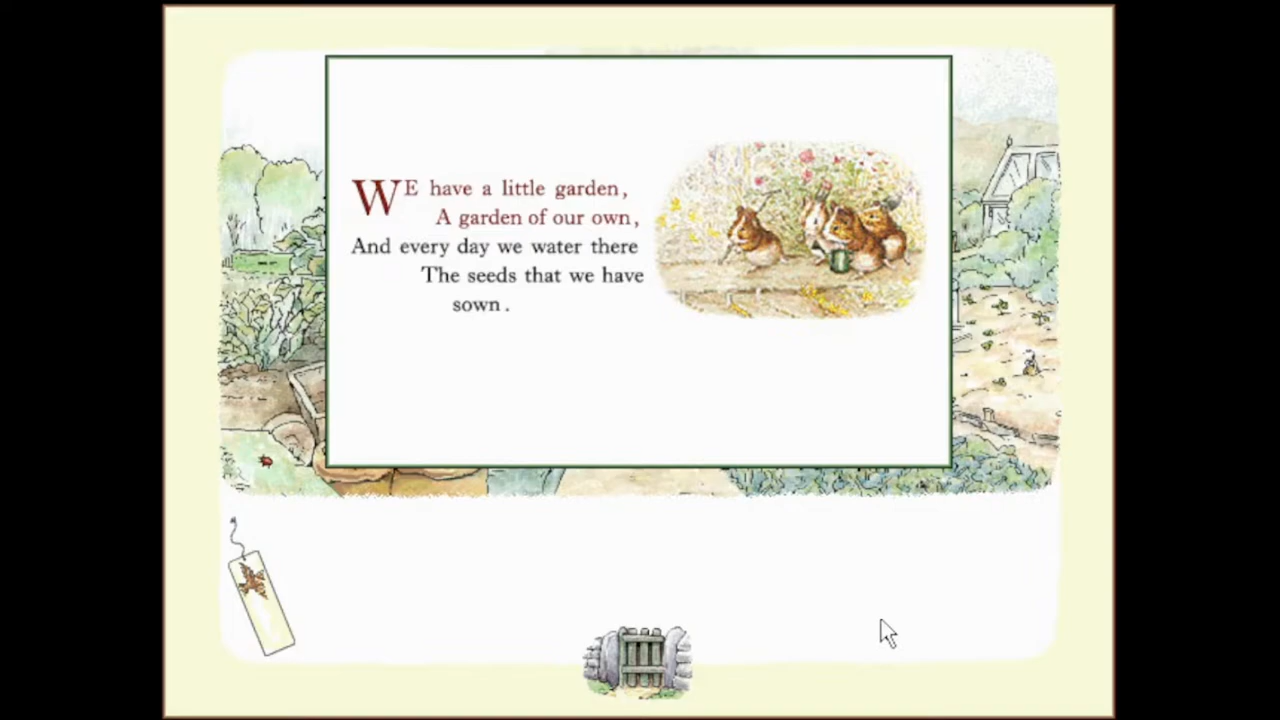 WE have a little garden,
A garden of our own,
And every day we water there
The seeds that we have
sown.